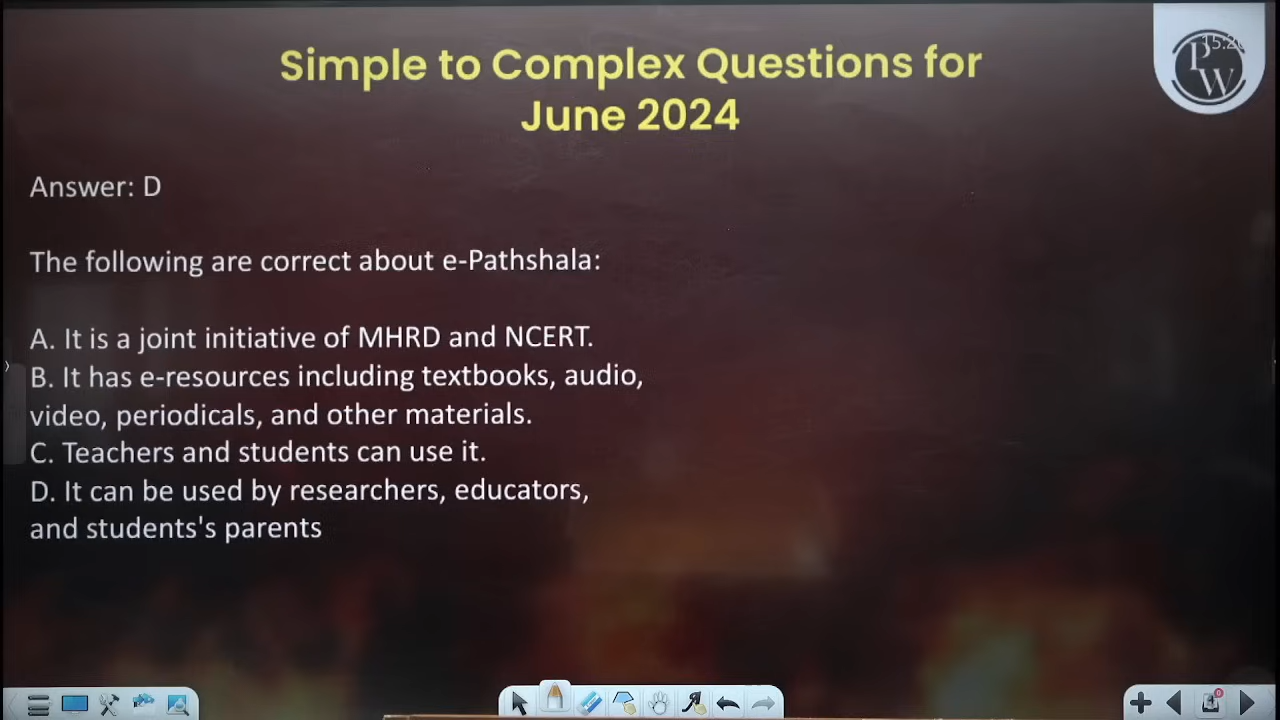 Simple to Complex Questions for
June 2024
Answer: D
The following are correct about e-Pathshala:
A. It is a joint initiative of MHRD and NCERT.
B. It has e-resources including textbooks, audio,
video, periodicals, and other materials.
C. Teachers and students can use it.
D. It can be used by researchers, educators,
and students's parents
PW